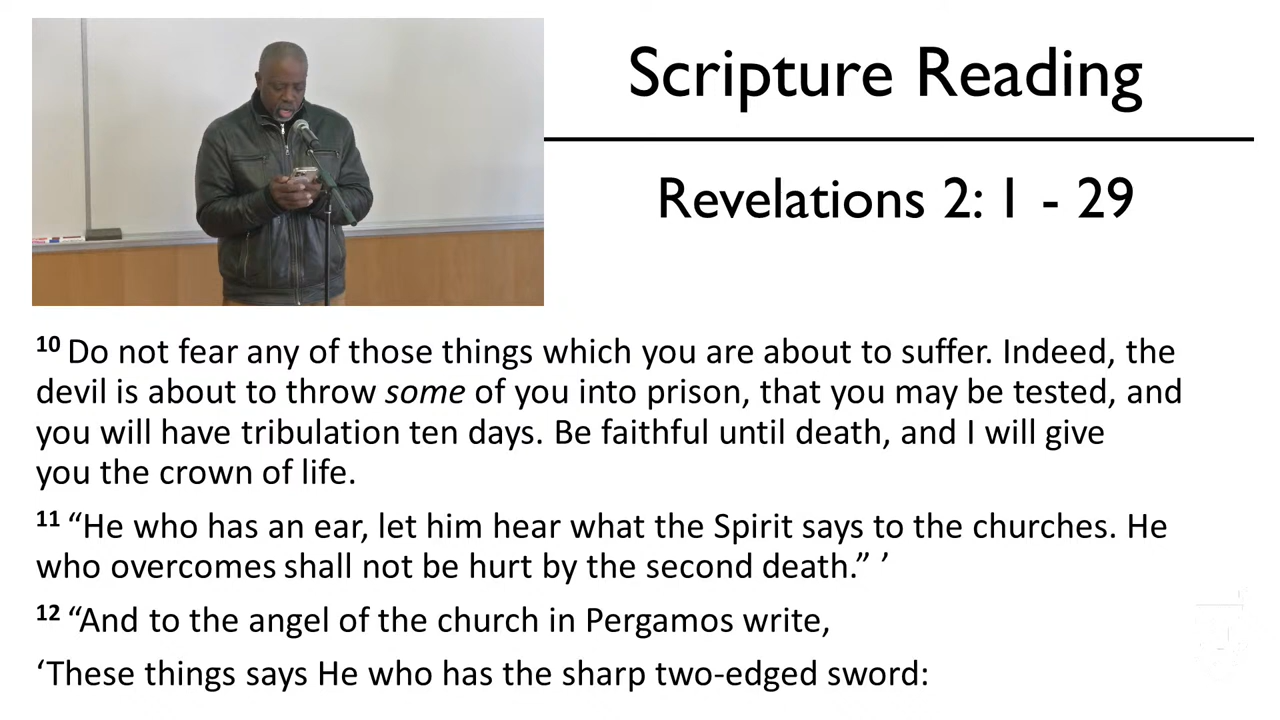 Scripture Reading
Revelations 2: 1 - 29
10 Do not fear any of those things which you are about to suffer. Indeed, the
devil is about to throw some of you into prison, that you may be tested, and
you will have tribulation ten days. Be faithful until death, and I will give
you the crown of life.
11 “He who has an ear, let him hear what the Spirit says to the churches. He
who overcomes shall not be hurt by the second death.” ’
12 “And to the angel of the church in Pergamos write,
‘These things says He who has the sharp two-edged sword: